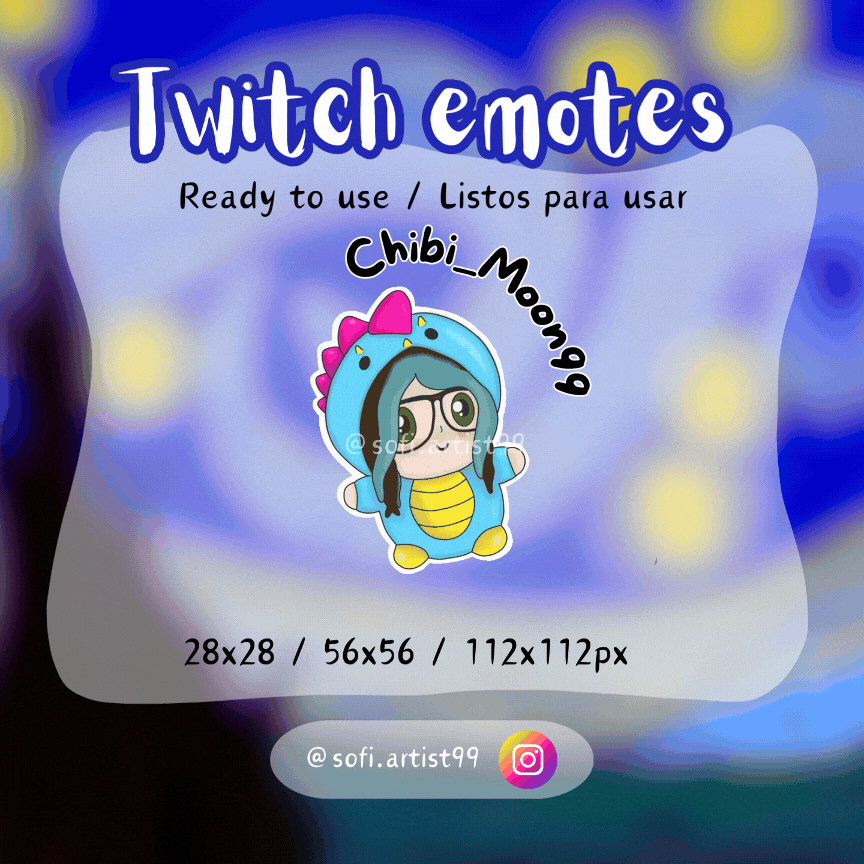 Twitch emotes
Ready to use / Listos para usar
Chibi_Moon99
@sofi.artist99
28x28 / 56x56 / 112x112px
@sofi.artist99